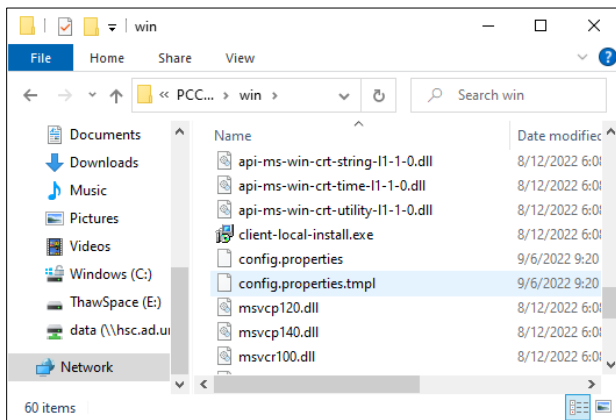 win
File Home Share View
« PCC... › win › Search win
Documents
Downloads
Music
Pictures
Videos
Windows (C:)
ThawSpace (E:)
data (\\hsc.ad.u
Network
Name Date modified
api-ms-win-crt-string-l1-1-0.dll 8/12/2022 6:0
api-ms-win-crt-time-l1-1-0.dll 8/12/2022 6:0
api-ms-win-crt-utility-l1-1-0.dll 8/12/2022 6:0
client-local-install.exe 8/12/2022 6:0
config.properties 9/6/2022 9:20
config.properties.tmpl 9/6/2022 9:20
msvcp120.dll 8/12/2022 6:0
msvcp140.dll 8/12/2022 6:0
msvcr100.dll 8/12/2022 6:0
60 items